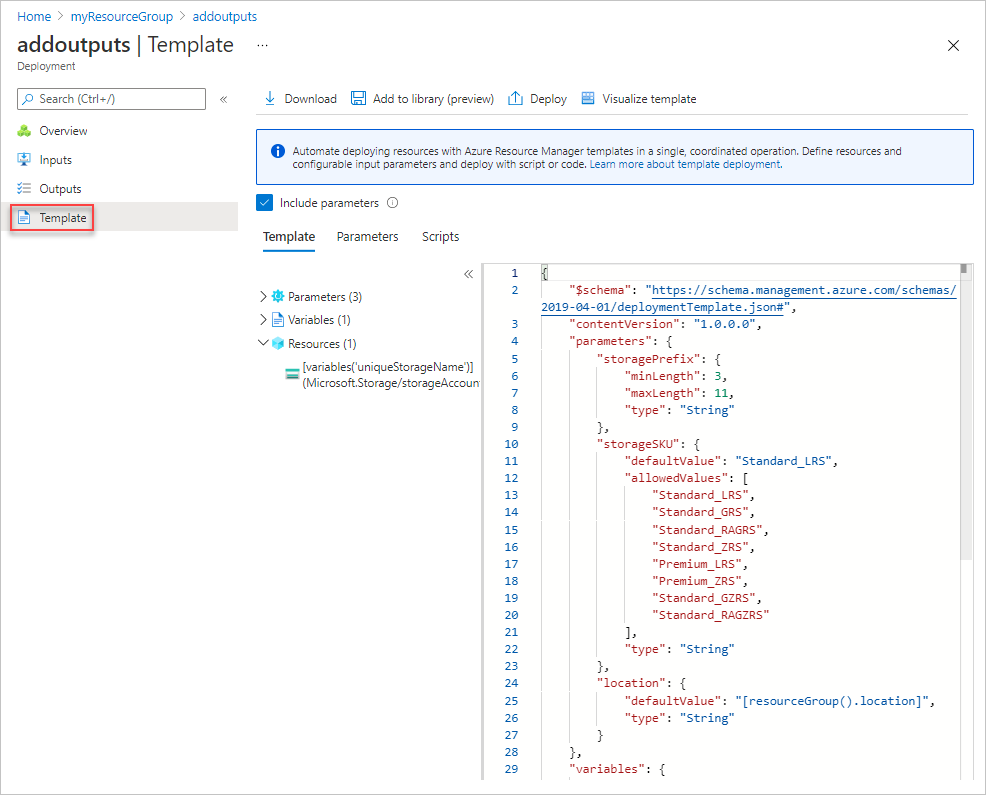 Home > myResourceGroup > addoutputs
addoutputs | Template ...
Deployment
Search (Ctrl+/)
«
Overview
Inputs
Outputs
Template
Download
Add to library (preview)
Deploy
Visualize template
Automate deploying resources with Azure Resource Manager templates in a single, coordinated operation. Define resources and
configurable input parameters and deploy with script or code. Learn more about template deployment.
Include parameters
Template Parameters Scripts
«
Parameters (3)
Variables (1)
Resources (1)
[variables('uniqueStorageName')]
(Microsoft.Storage/storageAccoun
1 {
2 "$schema": "https://schema.management.azure.com/schemas/
2019-04-01/deploymentTemplate.json#",
3 "contentVersion": "1.0.0.0",
4 "parameters": {
5 "storagePrefix": {
6 "minLength": 3,
7 "maxLength": 11,
8 "type": "String"
9 },
10 "storageSKU": {
11 "defaultValue": "Standard_LRS",
12 "allowedValues": [
13 "Standard_LRS",
14 "Standard_GRS",
15 "Standard_RAGRS",
16 "Standard_ZRS",
17 "Premium_LRS",
18 "Premium_ZRS",
19 "Standard_GZRS",
20 "Standard_RAGZRS"
21 ],
22 "type": "String"
23 },
24 "location": {
25 "defaultValue": "[resourceGroup().location]",
26 "type": "String"
27 }
28 },
29 "variables": {